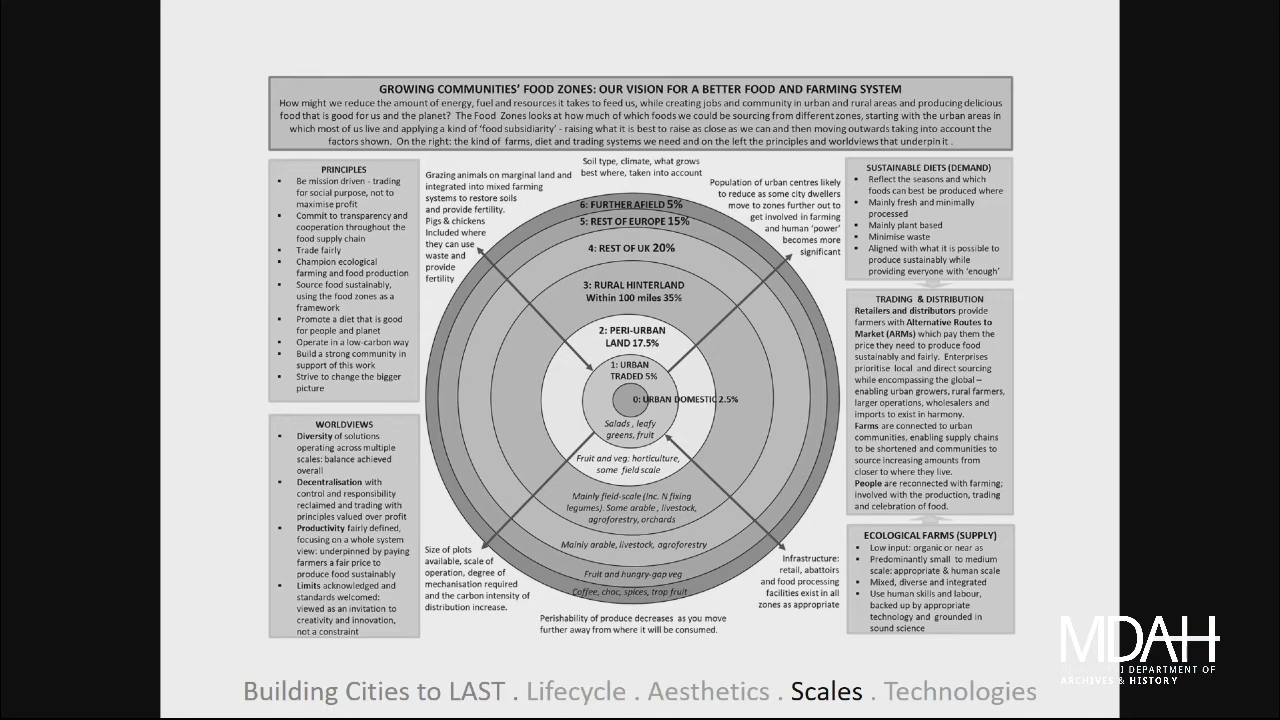 GROWING COMMUNITIES' FOOD ZONES: OUR VISION FOR A BETTER FOOD AND FARMING SYSTEM
How might we reduce the amount of energy, fuel and resources it takes to feed us, while creating jobs and community in urban and rural areas and producing delicious
food that is good for us and the planet? The Food Zones looks at how much of which foods we could be sourcing from different zones, starting with the urban areas in
which most of us live and applying a kind of 'food subsidiarity' - raising what it is best to raise as close as we can and then moving outwards taking into account the
factors shown. On the right: the kind of farms, diet and trading systems we need and on the left the principles and worldviews that underpin it .
PRINCIPLES
Be mission driven - trading
for social purpose, not to
maximise profit
Commit to transparency and
cooperation throughout the
food supply chain
Trade fairly
Champion ecological
farming and food production
Source food sustainably,
using the food zones as a
framework
Promote a diet that is good
for people and planet
Operate in a low-carbon way
Build a strong community in
support of this work
Strive to change the bigger
picture
WORLDVIEWS
Diversity of solutions
operating across multiple
scales: balance achieved
overall
Decentralisation with
control and responsibility
reclaimed and trading with
principles valued over profit
Productivity fairly defined,
focusing on a whole system
view: underpinned by paying
farmers a fair price to
produce food sustainably
Limits acknowledged and
standards welcomed:
viewed as an invitation to
creativity and innovation,
not a constraint
Grazing animals on marginal land and
integrated into mixed farming
systems to restore soils
and provide fertility.
Pigs & chickens
Included where
they can use
waste and
provide
fertility
Soil type, climate, what grows
best where, taken into account
Population of urban centres likely
to reduce as some city dwellers
move to zones further out to
get involved in farming
and human 'power'
becomes more
significant
6: FURTHER AFIELD 5%
5: REST OF EUROPE 15%
4: REST OF UK 20%
3: RURAL HINTERLAND
Within 100 miles 35%
2: PERI-URBAN
LAND 17.5%
1: URBAN
TRADED 5%
0: URBAN DOMESTIC 2.5%
Salads , leafy
greens, fruit
Fruit and veg: horticulture,
some field scale
Mainly field-scale (Inc. N fixing
legumes). Some arable , livestock,
agroforestry, orchards
Mainly arable, livestock, agroforestry
Fruit and hungry-gap veg
Coffee, choc, spices, trop fruit
Size of plots
available, scale of
operation, degree of
mechanisation required
and the carbon intensity of
distribution increase.
Perishability of produce decreases as you move
further away from where it will be consumed.
Infrastructure:
retail, abattoirs
and food processing
facilities exist in all
zones as appropriate
SUSTAINABLE DIETS (DEMAND)
Reflect the seasons and which
foods can best be produced where
Mainly fresh and minimally
processed
Mainly plant based
Minimise waste
Aligned with what it is possible to
produce sustainably while
providing everyone with 'enough'
TRADING & DISTRIBUTION
Retailers and distributors provide
farmers with Alternative Routes to
Market (ARMs) which pay them the
price they need to produce food
sustainably and fairly. Enterprises
prioritise local and direct sourcing
while encompassing the global –
enabling urban growers, rural farmers,
larger operations, wholesalers and
imports to exist in harmony.
Farms are connected to urban
communities, enabling supply chains
to be shortened and communities to
source increasing amounts from
closer to where they live.
People are reconnected with farming;
involved with the production, trading
and celebration of food.
ECOLOGICAL FARMS (SUPPLY)
Low input: organic or near as
Predominantly small to medium
scale: appropriate & human scale
Mixed, diverse and integrated
Use human skills and labour,
backed up by appropriate
technology and grounded in
sound science
Building Cities to LAST . Lifecycle . Aesthetics . Scales . Technologies
MDAH
DEPARTMENT OF
ARCHIVES & HISTORY